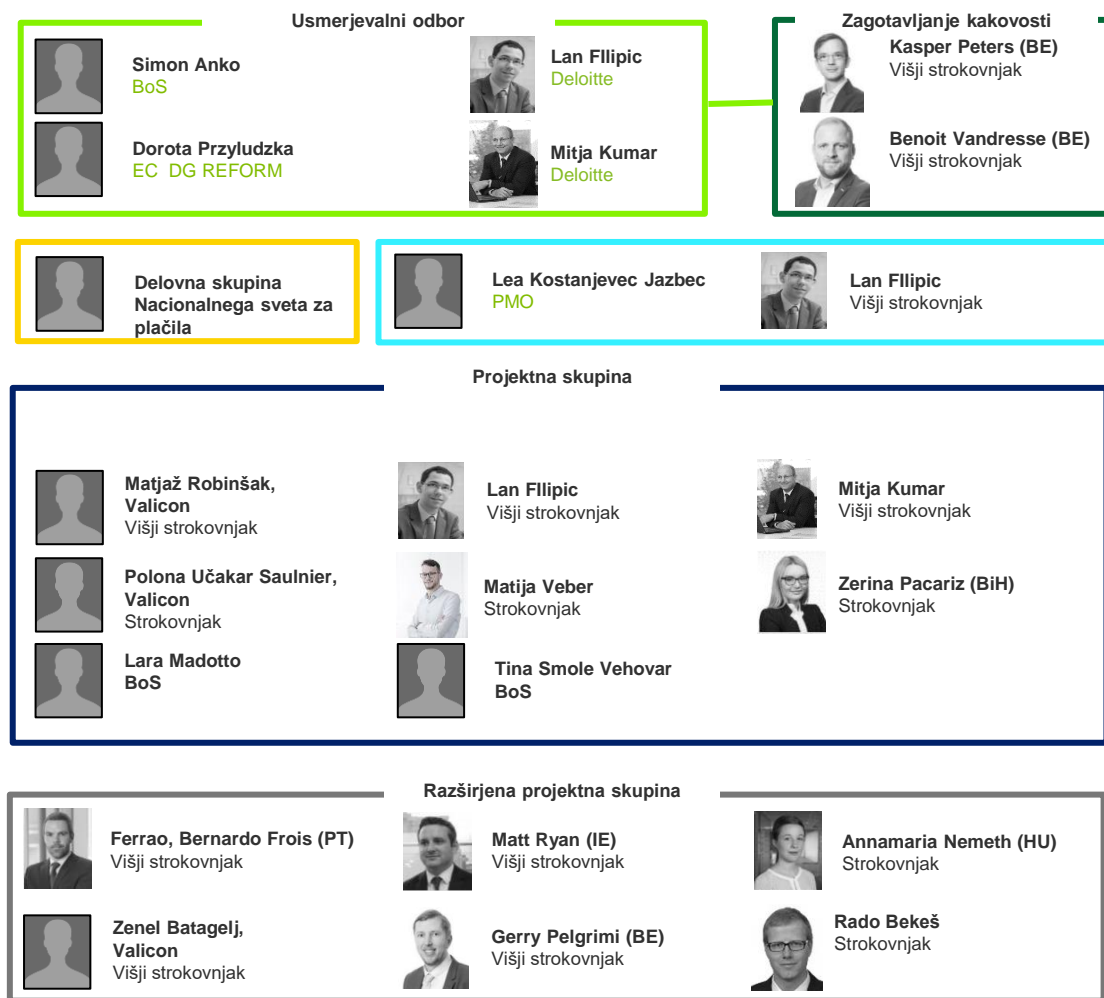 Usmerjevalni odbor
Simon Anko
BoS
Lan FIlipic
Deloitte
Dorota Przyludzka
EC DG REFORM
Mitja Kumar
Deloitte
Zagotavljanje kakovosti
Kasper Peters (BE)
Višji strokovnjak
Benoit Vandresse (BE)
Višji strokovnjak
Delovna skupina
Nacionalnega sveta za
plačila
Lea Kostanjevec Jazbec
PMO
Lan FIlipic
Višji strokovnjak
Projektna skupina
Matjaž Robinšak,
Valicon
Višji strokovnjak
Lan FIlipic
Višji strokovnjak
Mitja Kumar
Višji strokovnjak
Polona Učakar Saulnier,
Valicon
Strokovnjak
Matija Veber
Strokovnjak
Zerina Pacariz (BiH)
Strokovnjak
Lara Madotto
BoS
Tina Smole Vehovar
BoS
Razširjena projektna skupina
Ferrao, Bernardo Frois (PT)
Višji strokovnjak
Matt Ryan (IE)
Višji strokovnjak
Annamaria Nemeth (HU)
Strokovnjak
Zenel Batagelj,
Valicon
Višji strokovnjak
Gerry Pelgrimi (BE)
Višji strokovnjak
Rado Bekeš
Strokovnjak